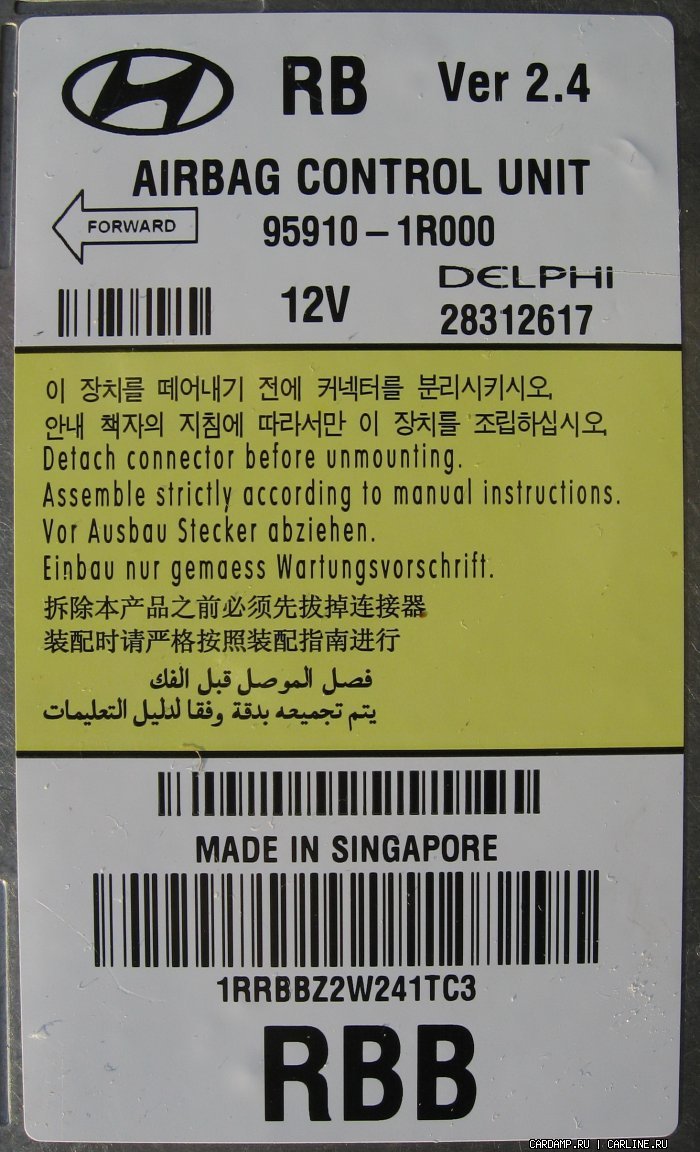 RB Ver 2.4
AIRBAG CONTROL UNIT
FORWARD
95910-1R000
12V
DELPHI
28312617
이 장치를 떼어내기 전에 커넥터를 분리시키시오.
안내 책자의 지침에 따라서만 이 장치를 조립하십시오.
Detach connector before unmounting.
Assemble strictly according to manual instructions.
Vor Ausbau Stecker abziehen.
Einbau nur gemaess Wartungsvorschrift.
拆除本产品之前必须先拔掉连接器
装配时请严格按照装配指南进行
فصل الموصل قبل الفك
يتم تجميعه بدقة وفقا لدليل التعليمات
MADE IN SINGAPORE
1RRBBZ2W241TC3
RBB
CARDAMP.RU | CARLINE.RU